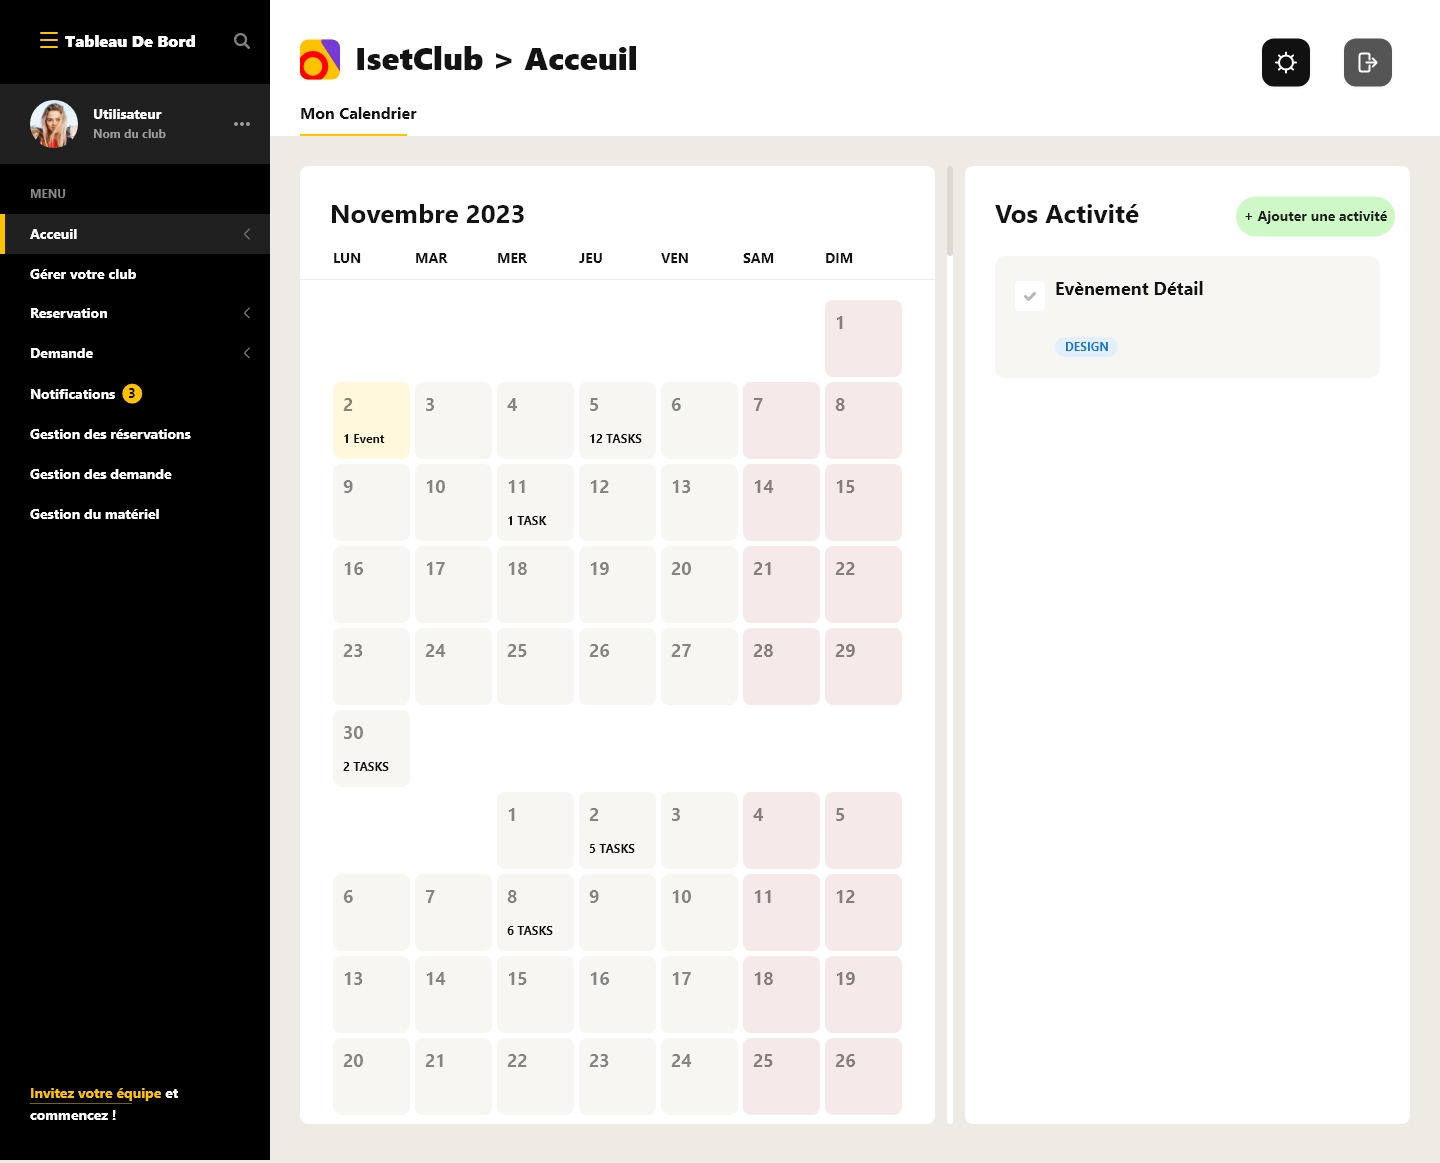 Tableau De Bord
Utilisateur
Nom du club
MENU
Acceuil
Gérer votre club
Reservation
Demande
Notifications 3
Gestion des réservations
Gestion des demande
Gestion du matériel
Invitez votre équipe et
commencez !
IsetClub > Acceuil
Mon Calendrier
Novembre 2023
LUN MAR MER JEU VEN SAM DIM
1
2 3 4 5 6 7 8
1 Event 12 TASKS
9 10 11 12 13 14 15
1 TASK
16 17 18 19 20 21 22
23 24 25 26 27 28 29
30
2 TASKS
1 2 3 4 5
5 TASKS
6 7 8 9 10 11 12
6 TASKS
13 14 15 16 17 18 19
20 21 22 23 24 25 26
Vos Activité
+ Ajouter une activité
Evènement Détail
DESIGN